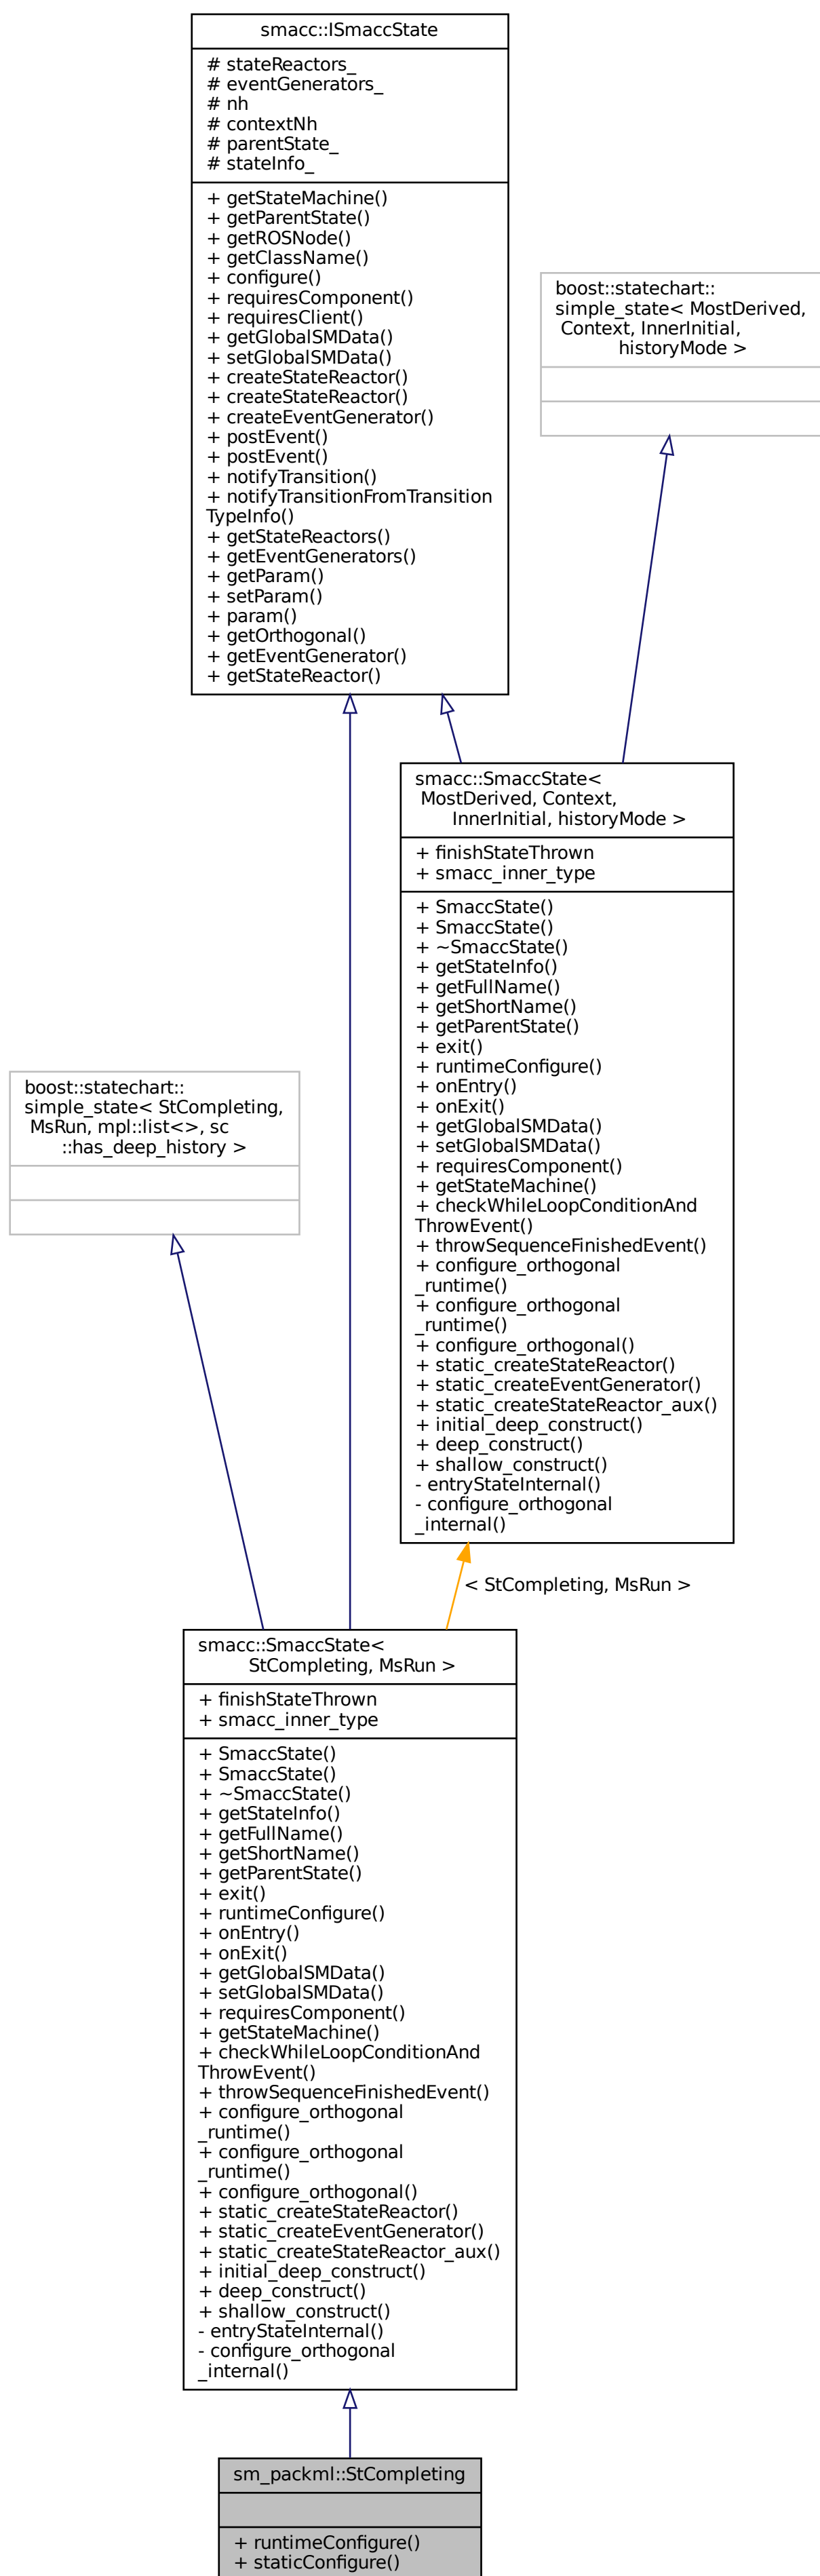 smacc::ISmaccState
# stateReactors_
# eventGenerators_
# nh
# contextNh
# parentState_
# stateInfo_
+ getStateMachine()
+ getParentState()
+ getROSNode()
+ getClassName()
+ configure()
+ requiresComponent()
+ requiresClient()
+ getGlobalSMData()
+ setGlobalSMData()
+ createStateReactor()
+ createStateReactor()
+ createEventGenerator()
+ postEvent()
+ postEvent()
+ notifyTransition()
+ notifyTransitionFromTransition
TypeInfo()
+ getStateReactors()
+ getEventGenerators()
+ getParam()
+ setParam()
+ param()
+ getOrthogonal()
+ getEventGenerator()
+ getStateReactor()
boost::statechart::
simple_state< MostDerived,
Context, InnerInitial,
historyMode >
smacc::SmaccState<
MostDerived, Context,
InnerInitial, historyMode >
+ finishStateThrown
+ smacc_inner_type
+ SmaccState()
+ SmaccState()
+ ~SmaccState()
+ getStateInfo()
+ getFullName()
+ getShortName()
+ getParentState()
+ exit()
+ runtimeConfigure()
+ onEntry()
+ onExit()
+ getGlobalSMData()
+ setGlobalSMData()
+ requiresComponent()
+ getStateMachine()
+ checkWhileLoopConditionAnd
ThrowEvent()
+ throwSequenceFinishedEvent()
+ configure_orthogonal
_runtime()
+ configure_orthogonal
_runtime()
+ configure_orthogonal()
+ static_createStateReactor()
+ static_createEventGenerator()
+ static_createStateReactor_aux()
+ initial_deep_construct()
+ deep_construct()
+ shallow_construct()
- entryStateInternal()
- configure_orthogonal
_internal()
boost::statechart::
simple_state< StCompleting,
MsRun, mpl::list<>, sc
::has_deep_history >
< StCompleting, MsRun >
smacc::SmaccState<
StCompleting, MsRun >
+ finishStateThrown
+ smacc_inner_type
+ SmaccState()
+ SmaccState()
+ ~SmaccState()
+ getStateInfo()
+ getFullName()
+ getShortName()
+ getParentState()
+ exit()
+ runtimeConfigure()
+ onEntry()
+ onExit()
+ getGlobalSMData()
+ setGlobalSMData()
+ requiresComponent()
+ getStateMachine()
+ checkWhileLoopConditionAnd
ThrowEvent()
+ throwSequenceFinishedEvent()
+ configure_orthogonal
_runtime()
+ configure_orthogonal
_runtime()
+ configure_orthogonal()
+ static_createStateReactor()
+ static_createEventGenerator()
+ static_createStateReactor_aux()
+ initial_deep_construct()
+ deep_construct()
+ shallow_construct()
- entryStateInternal()
- configure_orthogonal
_internal()
sm_packml::StCompleting
+ runtimeConfigure()
+ staticConfigure()